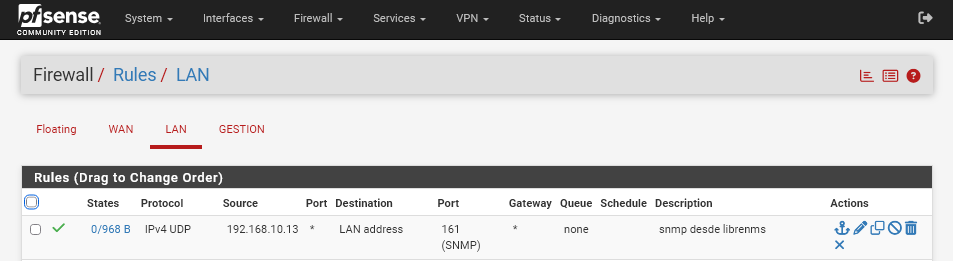 pfsense
COMMUNITY EDITION
System Interfaces Firewall Services VPN Status Diagnostics Help
Firewall / Rules / LAN
Floating WAN LAN GESTION
Rules (Drag to Change Order)
States Protocol Source Port Destination Port Gateway Queue Schedule Description Actions
0/968 B IPv4 UDP 192.168.10.13 * LAN address 161 * none snmp desde librenms
(SNMP)